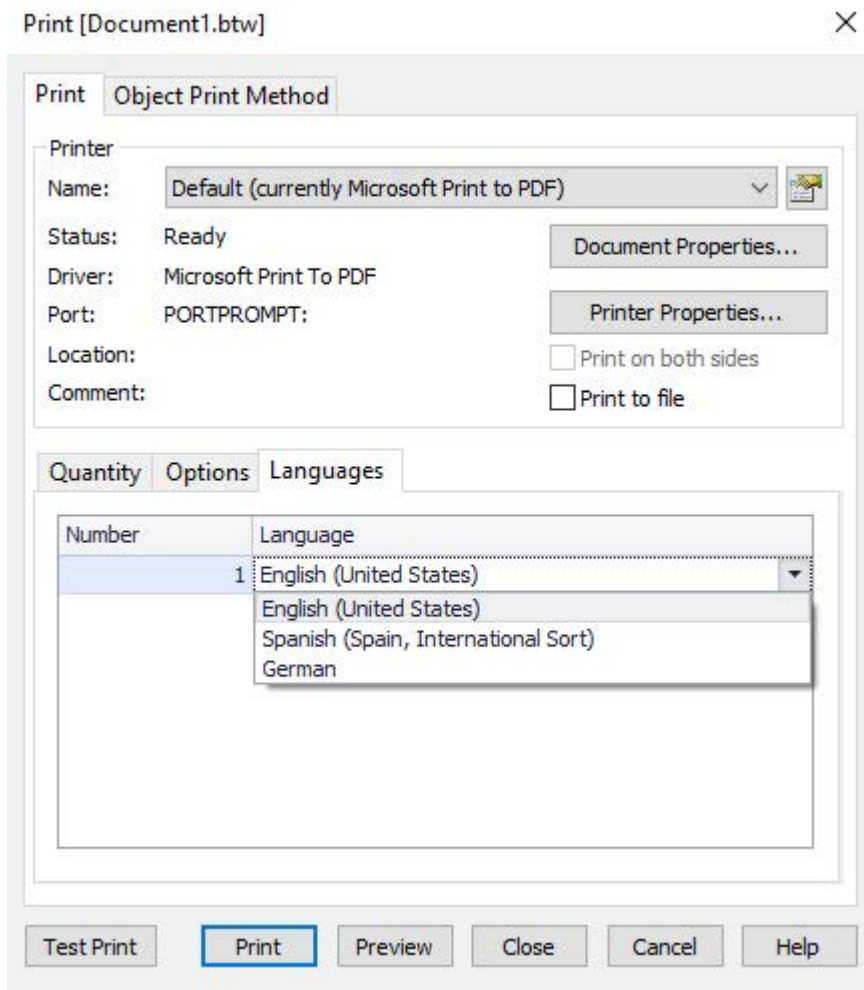 Print [Document1.btw]
Print Object Print Method
Printer
Name: Default (currently Microsoft Print to PDF)
Status: Ready
Document Properties...
Driver: Microsoft Print To PDF
Port: PORTPROMPT:
Printer Properties...
Location:
Print on both sides
Comment:
Print to file
Quantity Options Languages
Number Language
1 English (United States)
English (United States)
Spanish (Spain, International Sort)
German
Test Print Print Preview Close Cancel Help